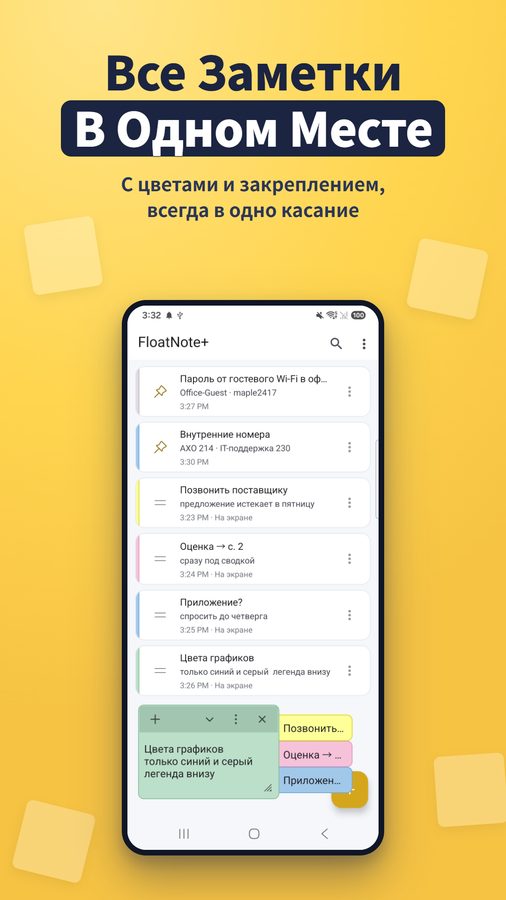 Все Заметки
В Одном Месте
С цветами и закреплением,
всегда в одно касание
3:32
100
FloatNote+
Пароль от гостевого Wi-Fi в оф…
Office-Guest · maple2417
3:27 PM
Внутренние номера
АХО 214 · IT-поддержка 230
3:30 PM
Позвонить поставщику
предложение истекает в пятницу
3:23 PM · На экране
Оценка → с. 2
сразу под сводкой
3:24 PM · На экране
Приложение?
спросить до четверга
3:25 PM · На экране
Цвета графиков
только синий и серый легенда внизу
3:26 PM · На экране
Цвета графиков
только синий и серый
легенда внизу
Позвонить…
Оценка → …
Приложен…